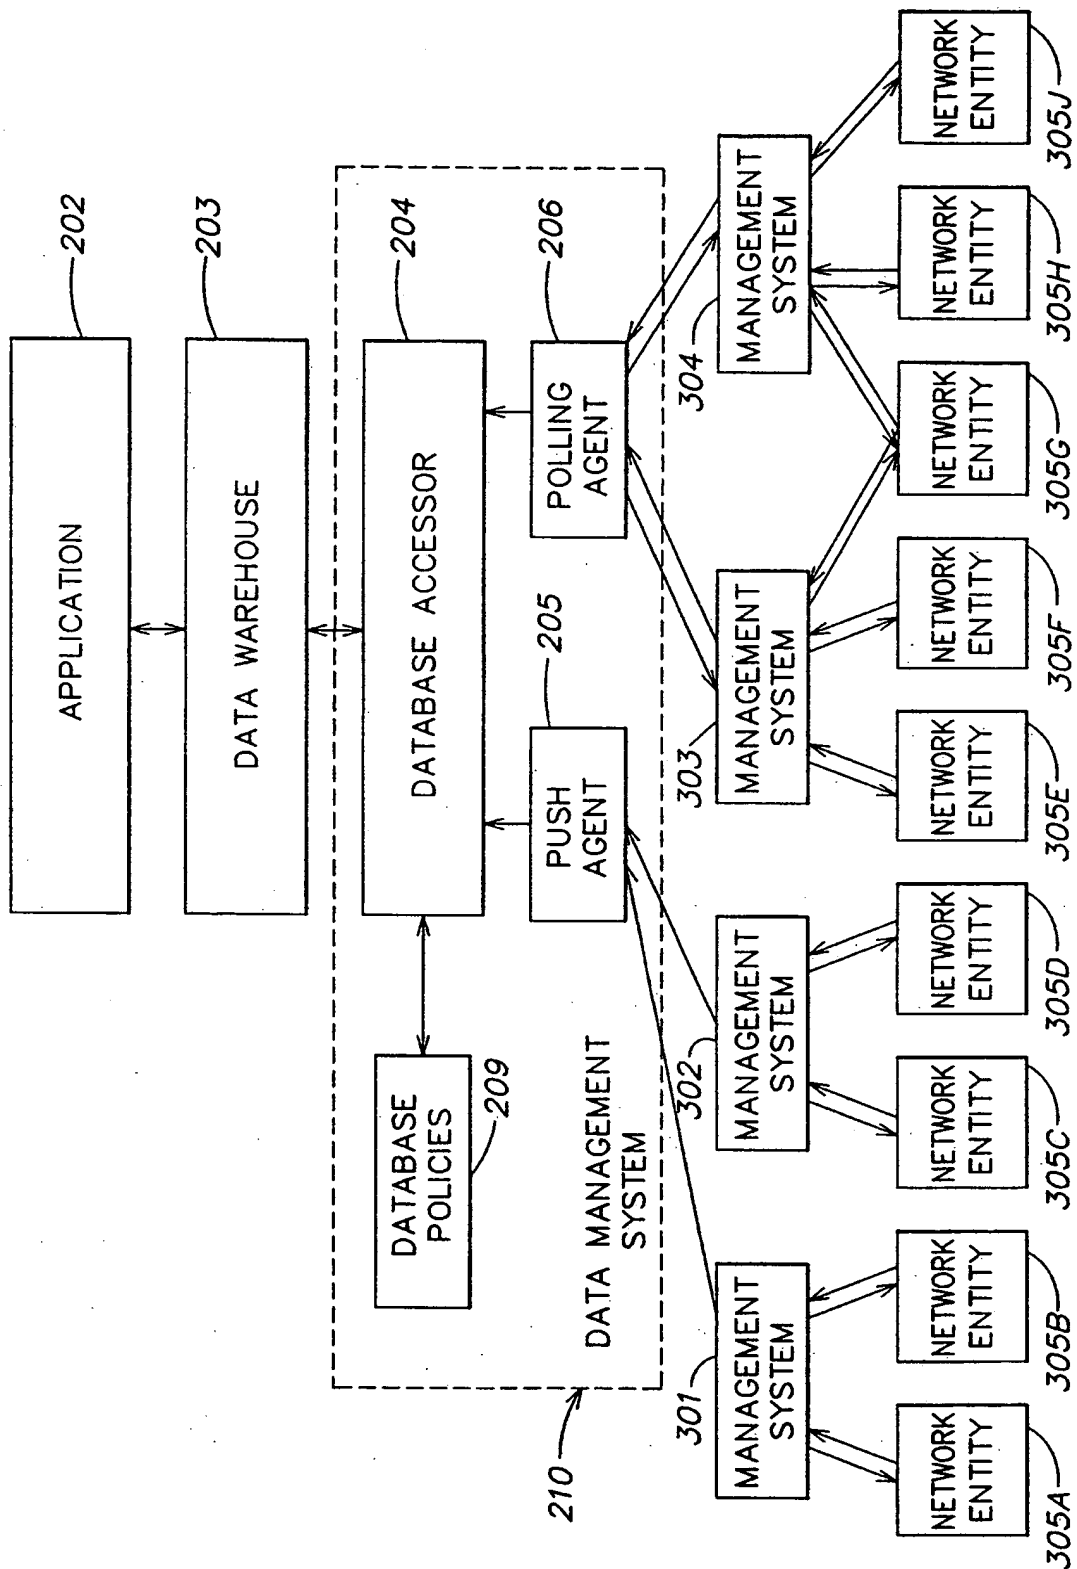 APPLICATION
202
DATA WAREHOUSE
203
DATABASE ACCESSOR
204
DATABASE
POLICIES
209
PUSH
AGENT
205
POLLING
AGENT
206
DATA MANAGEMENT
SYSTEM
210
301
MANAGEMENT
SYSTEM
302
MANAGEMENT
SYSTEM
303
MANAGEMENT
SYSTEM
304
MANAGEMENT
SYSTEM
NETWORK
ENTITY
305A
NETWORK
ENTITY
305B
NETWORK
ENTITY
305C
NETWORK
ENTITY
305D
NETWORK
ENTITY
305E
NETWORK
ENTITY
305F
NETWORK
ENTITY
305G
NETWORK
ENTITY
305H
NETWORK
ENTITY
305J